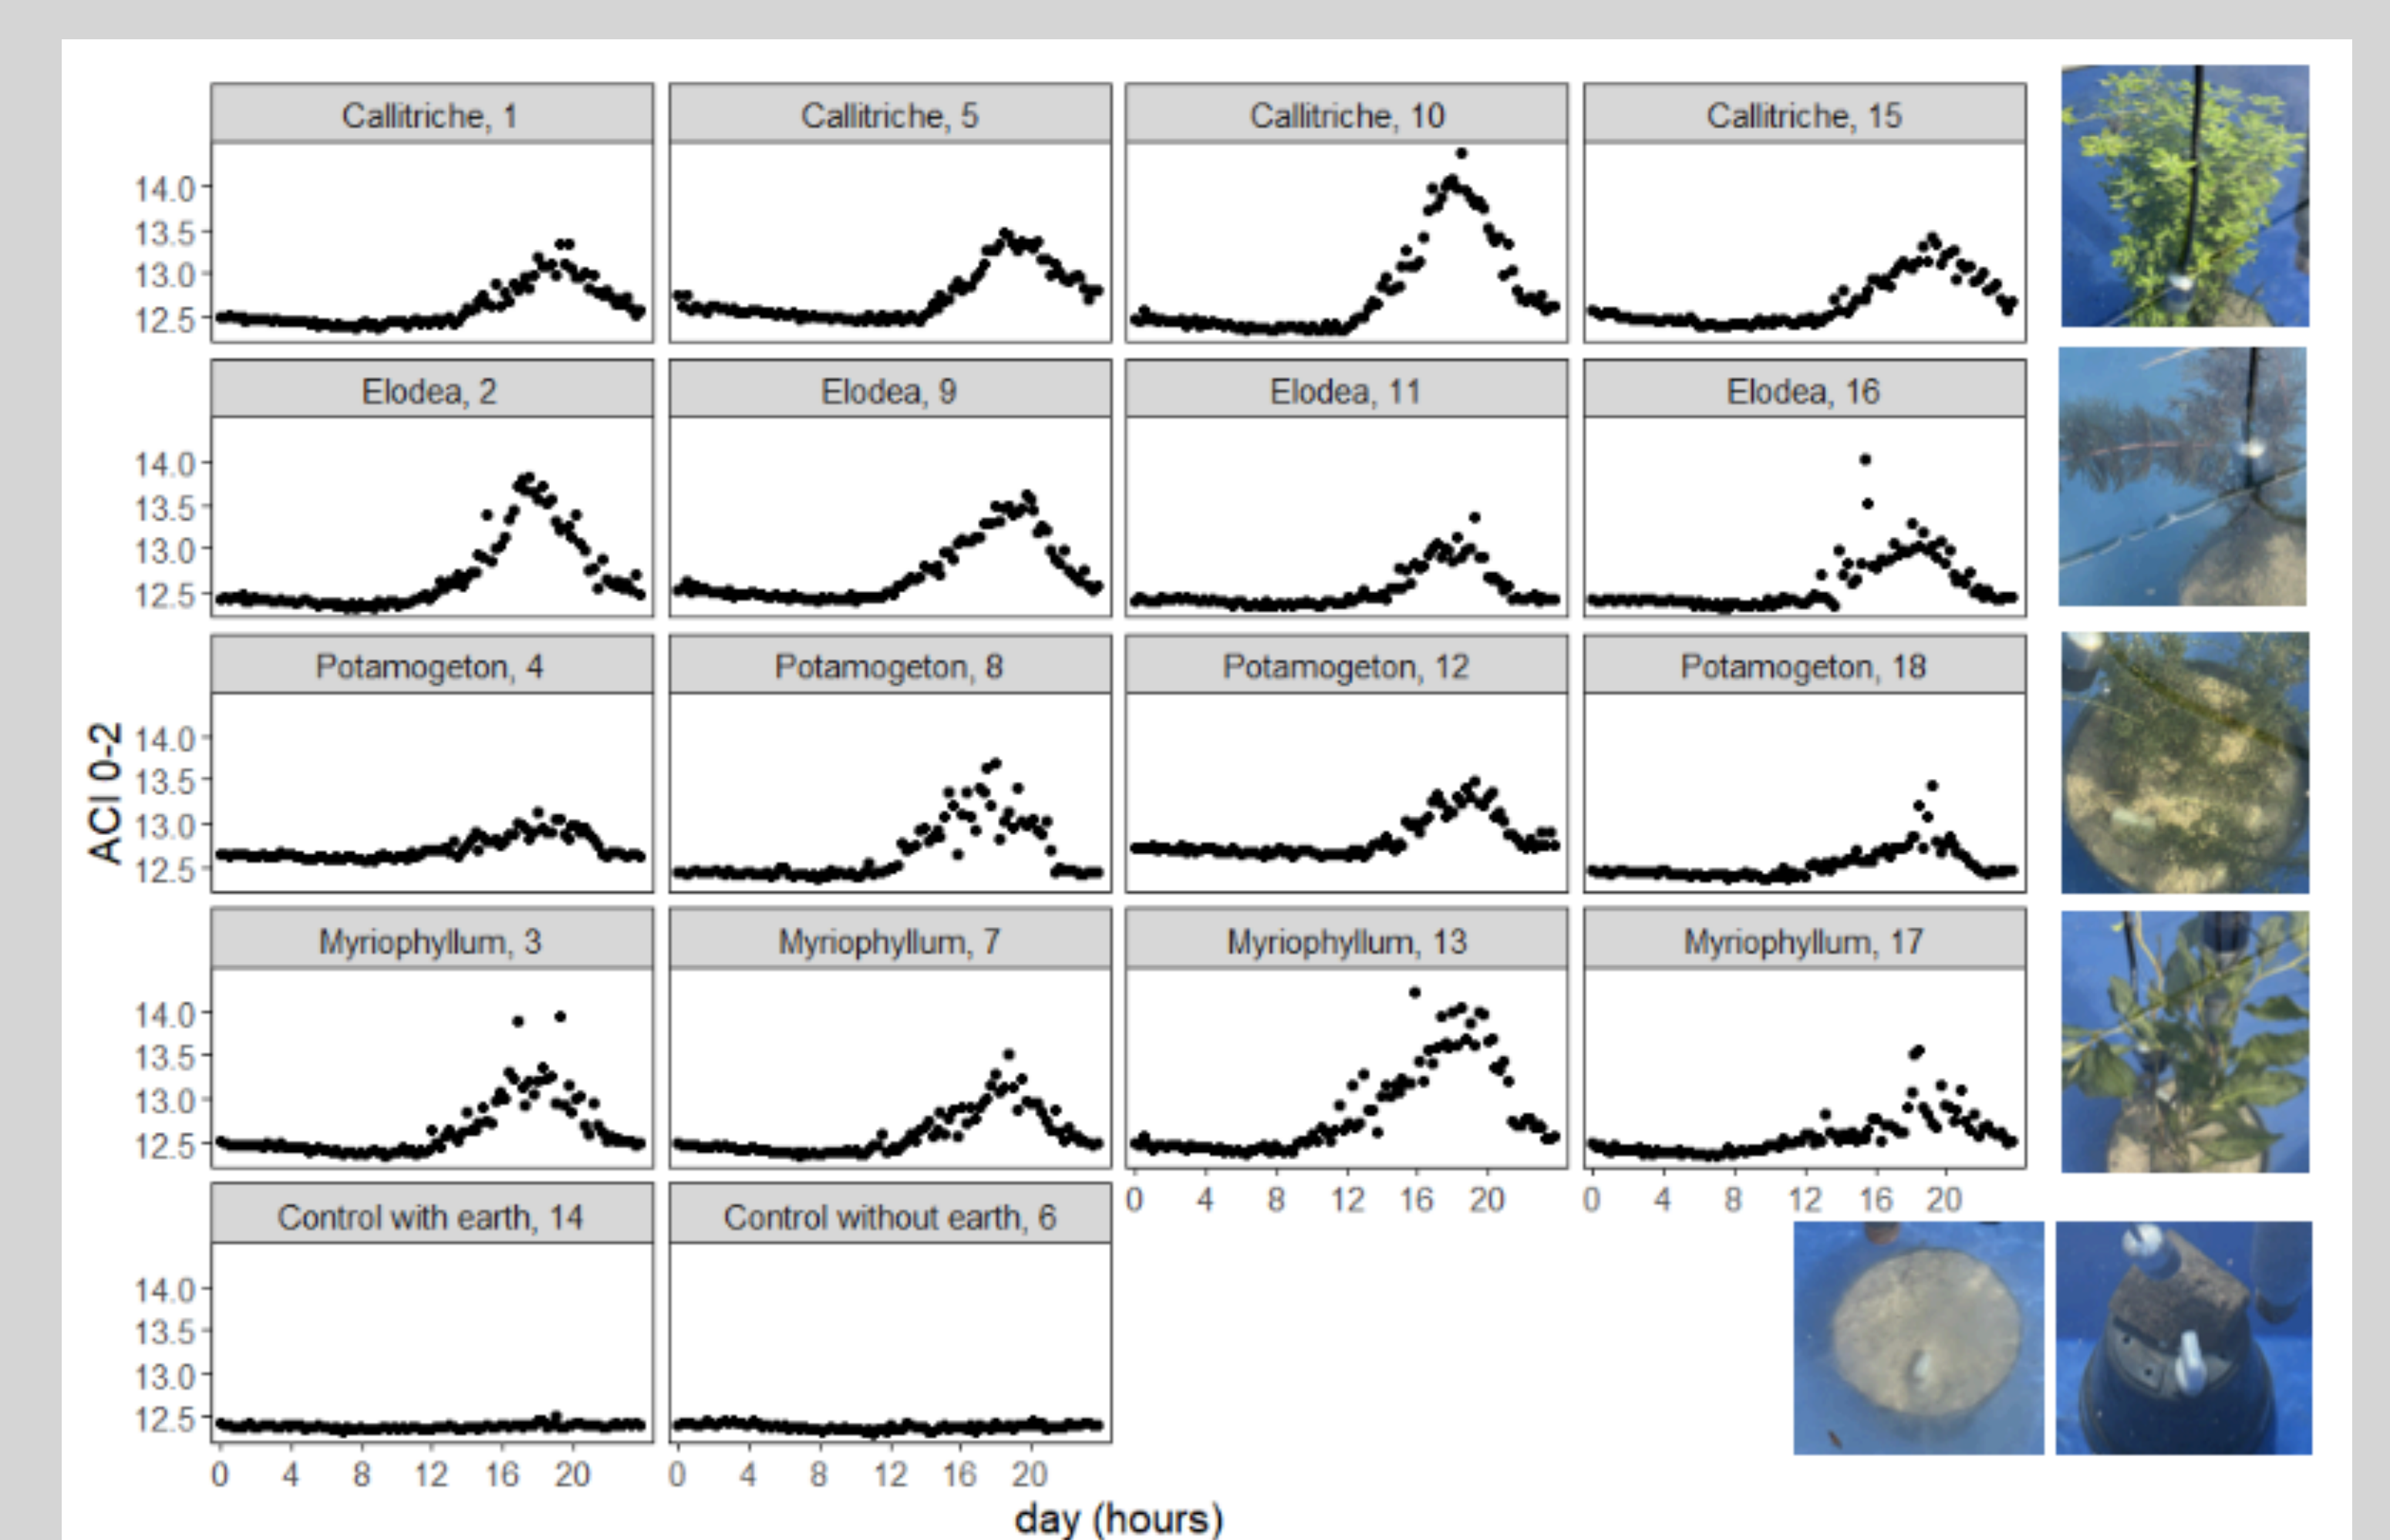 Callitriche, 1
Callitriche, 5
Callitriche, 10
Callitriche, 15
14.0
13.5
13.0
12.5
Elodea, 2
Elodea, 9
Elodea, 11
Elodea, 16
14.0
13.5
13.0
12.5
Potamogeton, 4
Potamogeton, 8
Potamogeton, 12
Potamogeton, 18
ACI 0-2
14.0
13.5
13.0
12.5
Myriophyllum, 3
Myriophyllum, 7
Myriophyllum, 13
Myriophyllum, 17
14.0
13.5
13.0
12.5
0 4 8 12 16 20
0 4 8 12 16 20
Control with earth, 14
Control without earth, 6
14.0
13.5
13.0
12.5
0 4 8 12 16 20
0 4 8 12 16 20
day (hours)